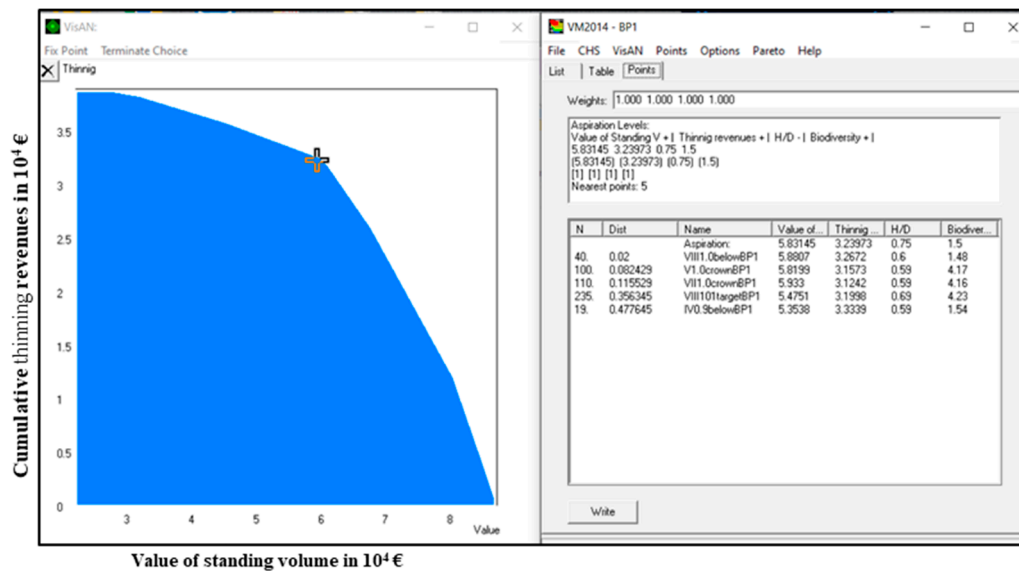 VisAN:
Fix Point Terminate Choice
Thinnig
3.5
3
2.5
2
1.5
1
0.5
0
3 4 5 6 7 8
Value
Cumulative thinning revenues in 10⁴ €
Value of standing volume in 10⁴ €
VM2014 - BP1
File CHS VisAN Points Options Pareto Help
List Table Points
Weights: 1.000 1.000 1.000 1.000
Aspiration Levels:
Value of Standing V + | Thinnig revenues + | H/D - | Biodiversity + |
5.83145 3.23973 0.75 1.5
(5.83145) (3.23973) (0.75) (1.5)
[1] [1] [1] [1]
Nearest points: 5
N Dist Name Value of... Thinnig ... H/D Biodiver...
Aspiration: 5.83145 3.23973 0.75 1.5
40. 0.02 VIII1.0belowBP1 5.8807 3.2672 0.6 1.48
100. 0.082429 V1.0crownBP1 5.8199 3.1573 0.59 4.17
110. 0.115529 VII1.0crownBP1 5.933 3.1242 0.59 4.16
235. 0.356345 VIII101targetBP1 5.4751 3.1998 0.69 4.23
19. 0.477645 IV0.9belowBP1 5.3538 3.3339 0.59 1.54
Write